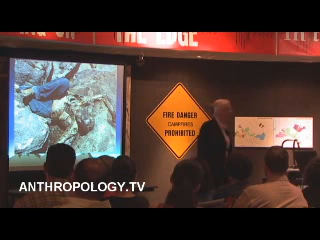 THE EDGE
FIRE DANGER
CAMPFIRES
PROHIBITED
ANTHROPOLOGY.TV